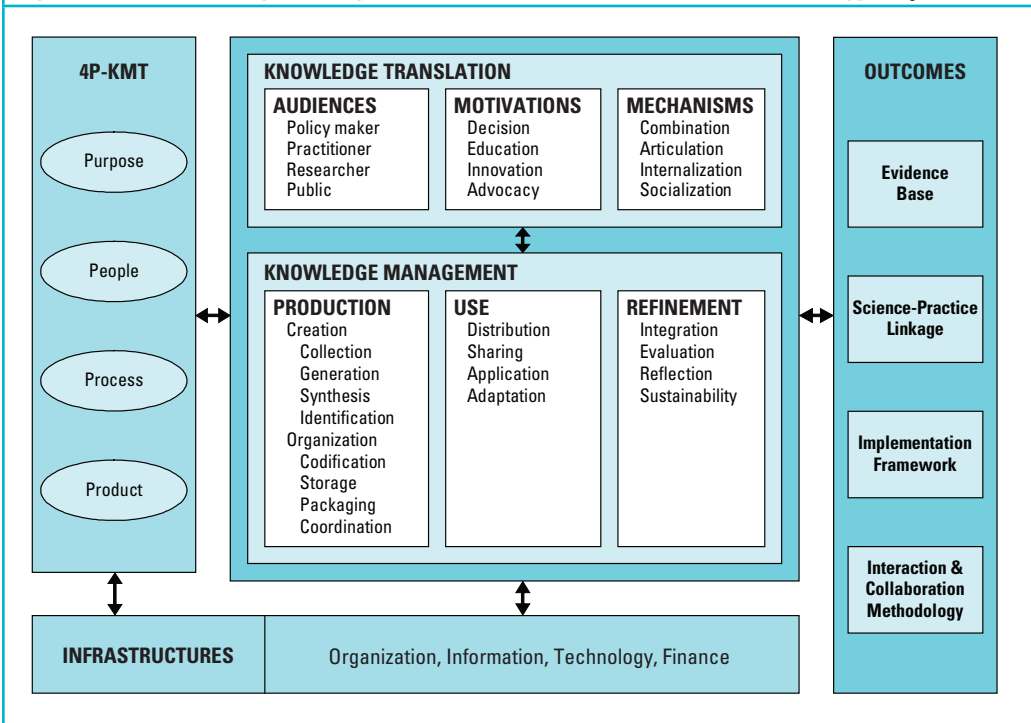 4P-KMT
Purpose
People
Process
Product
KNOWLEDGE TRANSLATION
AUDIENCES
Policy maker
Practitioner
Researcher
Public
MOTIVATIONS
Decision
Education
Innovation
Advocacy
MECHANISMS
Combination
Articulation
Internalization
Socialization
KNOWLEDGE MANAGEMENT
PRODUCTION
Creation
Collection
Generation
Synthesis
Identification
Organization
Codification
Storage
Packaging
Coordination
USE
Distribution
Sharing
Application
Adaptation
REFINEMENT
Integration
Evaluation
Reflection
Sustainability
OUTCOMES
Evidence
Base
Science-Practice
Linkage
Implementation
Framework
Interaction &
Collaboration
Methodology
INFRASTRUCTURES
Organization, Information, Technology, Finance